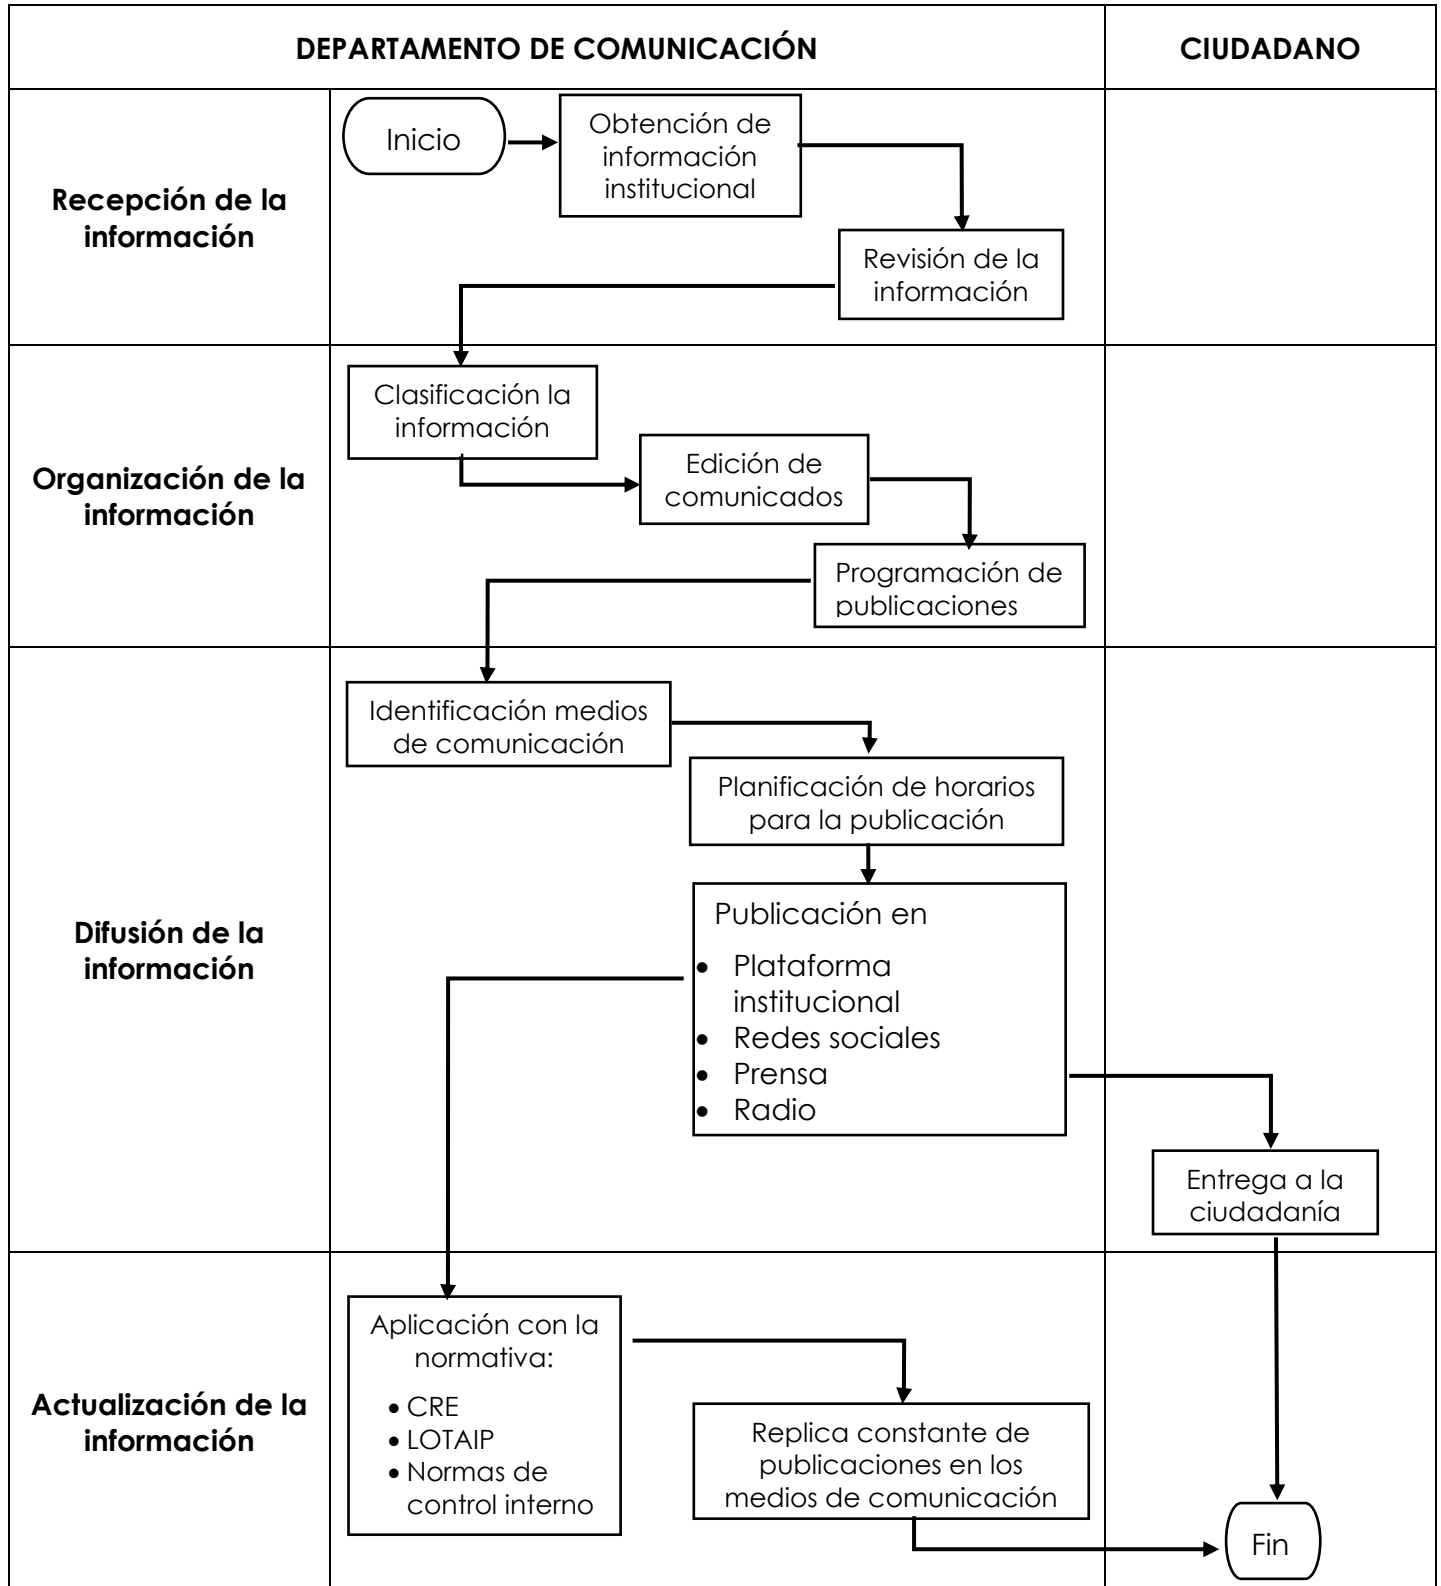 DEPARTAMENTO DE COMUNICACIÓN
CIUDADANO
Recepción de la
información
Inicio
Obtención de
información
institucional
Revisión de la
información
Organización de la
información
Clasificación la
información
Edición de
comunicados
Programación de
publicaciones
Difusión de la
información
Identificación medios
de comunicación
Planificación de horarios
para la publicación
Publicación en
• Plataforma
institucional
• Redes sociales
• Prensa
• Radio
Entrega a la
ciudadanía
Actualización de la
información
Aplicación con la
normativa:
• CRE
• LOTAIP
• Normas de
control interno
Replica constante de
publicaciones en los
medios de comunicación
Fin